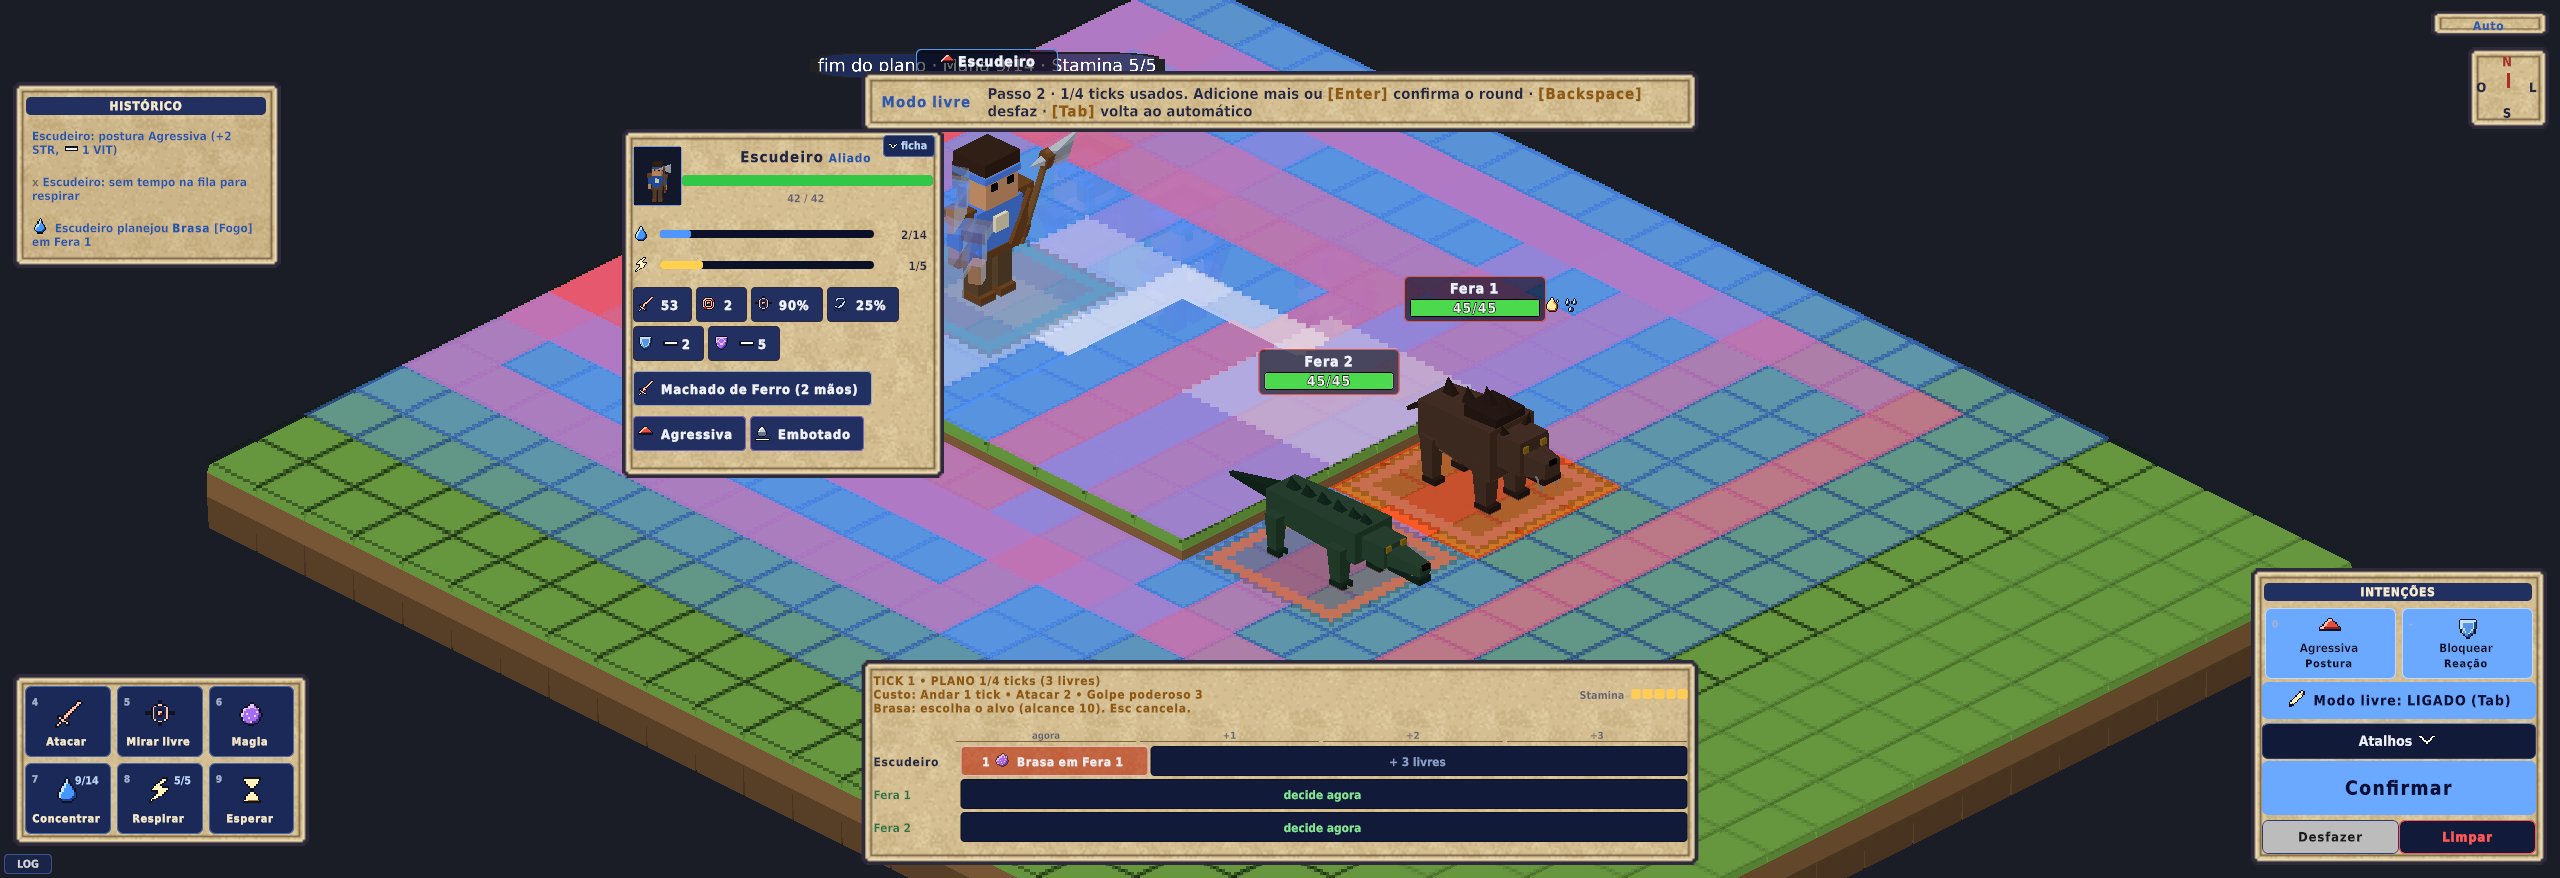 Auto
N
O L
S
Escudeiro
fim do plano · Mana 9/14 · Stamina 5/5
Modo livre
Passo 2 · 1/4 ticks usados. Adicione mais ou [Enter] confirma o round · [Backspace]
desfaz · [Tab] volta ao automático
HISTÓRICO
Escudeiro: postura Agressiva (+2
STR, — 1 VIT)
x Escudeiro: sem tempo na fila para
respirar
Escudeiro planejou Brasa [Fogo]
em Fera 1
ficha
Escudeiro Aliado
42 / 42
2/14
1/5
53 2 90% 25%
— 2 — 5
Machado de Ferro (2 mãos)
Agressiva Embotado
Fera 1
45/45
Fera 2
45/45
4 5 6
Atacar Mirar livre Magia
7 9/14 8 5/5 9
Concentrar Respirar Esperar
LOG
TICK 1 • PLANO 1/4 ticks (3 livres)
Custo: Andar 1 tick • Atacar 2 • Golpe poderoso 3
Stamina
Brasa: escolha o alvo (alcance 10). Esc cancela.
agora +1 +2 +3
Escudeiro 1 Brasa em Fera 1 + 3 livres
Fera 1 decide agora
Fera 2 decide agora
INTENÇÕES
Agressiva Bloquear
Postura Reação
Modo livre: LIGADO (Tab)
Atalhos
Confirmar
Desfazer Limpar